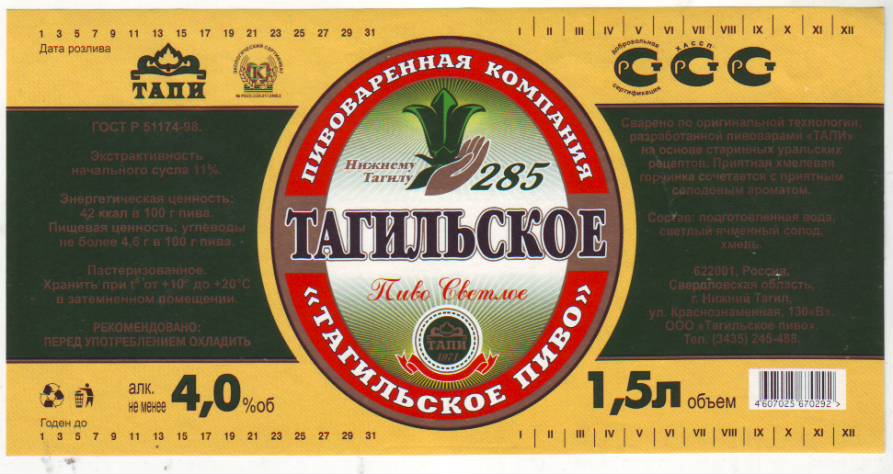 1 3 5 7 9 11 13 15 17 19 21 23 25 27 29 31
I II III IV V VI VII VIII IX X XI XII
Дата розлива
ТАПИ
ЭКОЛОГИЧЕСКИЙ СЕРТИФИКАТ
добровольная
сертификация
ХАССП
ПИВОВАРЕННАЯ КОМПАНИЯ
Нижнему
Тагилу
285
ТАГИЛЬСКОЕ
Пиво Светлое
ТАПИ
1971
«ТАГИЛЬСКОЕ ПИВО»
ГОСТ Р 51174-98.
Экстрактивность
начального сусла 11%.
Энергетическая ценность:
42 ккал в 100 г пива.
Пищевая ценность: углеводы
не более 4,6 г в 100 г пива.
Пастеризованное.
Хранить при t° от +10° до +20°С
в затемненном помещении.
РЕКОМЕНДОВАНО:
ПЕРЕД УПОТРЕБЛЕНИЕМ ОХЛАДИТЬ
Сварено по оригинальной технологии,
разработанной пивоварами «ТАПИ»
на основе старинных уральских
рецептов. Приятная хмелевая
горчинка сочетается с приятным
солодовым ароматом.
Состав: подготовленная вода,
светлый ячменный солод,
хмель.
622001, Россия,
Свердловская область,
г. Нижний Тагил,
ул. Краснознаменная, 130«В».
ООО «Тагильское пиво».
Тел. (3435) 245-488.
алк.
не менее
4,0%об
1,5л объем
4607025 670292 >
Годен до
1 3 5 7 9 11 13 15 17 19 21 23 25 27 29 31
I II III IV V VI VII VIII IX X XI XII